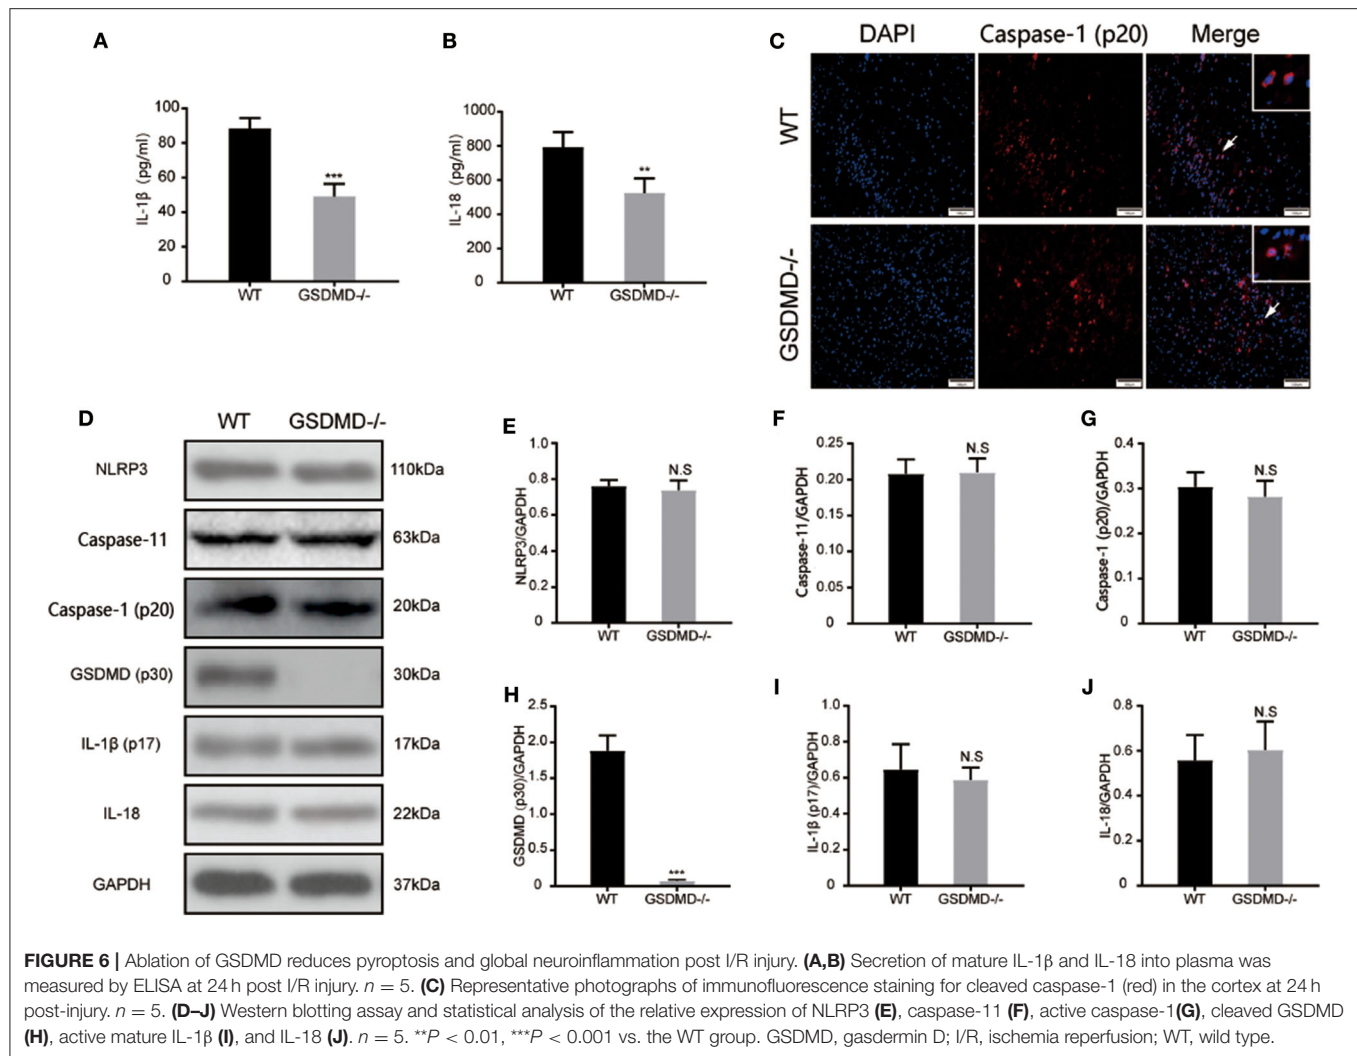 A
IL-1β (pg/ml)
100
80
60
40
20
0
***
WT
GSDMD-/-
B
IL-18 (pg/ml)
1000
800
600
400
200
0
**
WT
GSDMD-/-
C
DAPI
Caspase-1 (p20)
Merge
WT
GSDMD-/-
D
WT
GSDMD-/-
NLRP3
110kDa
Caspase-11
63kDa
Caspase-1 (p20)
20kDa
GSDMD (p30)
30kDa
IL-1β (p17)
17kDa
IL-18
22kDa
GAPDH
37kDa
E
NLRP3/GAPDH
1.0
0.8
0.6
0.4
0.2
0
N.S
WT
GSDMD-/-
F
Caspase-11/GAPDH
0.25
0.20
0.15
0.10
0.05
0
N.S
WT
GSDMD-/-
G
Caspase-1 (p20)/GAPDH
0.4
0.3
0.2
0.1
0
N.S
WT
GSDMD-/-
H
GSDMD (p30)/GAPDH
2.5
2.0
1.5
1.0
0.5
0
***
WT
GSDMD-/-
I
IL-1β (p17)/GAPDH
1.0
0.8
0.6
0.4
0.2
0
N.S
WT
GSDMD-/-
J
IL-18/GAPDH
0.8
0.6
0.4
0.2
0
N.S
WT
GSDMD-/-
FIGURE 6 | Ablation of GSDMD reduces pyroptosis and global neuroinflammation post I/R injury. (A,B) Secretion of mature IL-1β and IL-18 into plasma was
measured by ELISA at 24 h post I/R injury. n = 5. (C) Representative photographs of immunofluorescence staining for cleaved caspase-1 (red) in the cortex at 24 h
post-injury. n = 5. (D–J) Western blotting assay and statistical analysis of the relative expression of NLRP3 (E), caspase-11 (F), active caspase-1(G), cleaved GSDMD
(H), active mature IL-1β (I), and IL-18 (J). n = 5. **P < 0.01, ***P < 0.001 vs. the WT group. GSDMD, gasdermin D; I/R, ischemia reperfusion; WT, wild type.